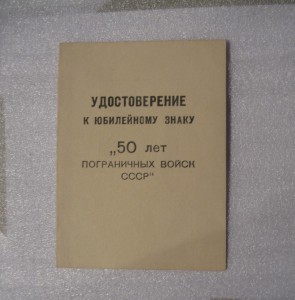 УДОСТОВЕРЕНИЕ
К ЮБИЛЕЙНОМУ ЗНАКУ
„50 лет
ПОГРАНИЧНЫХ ВОЙСК
СССР"